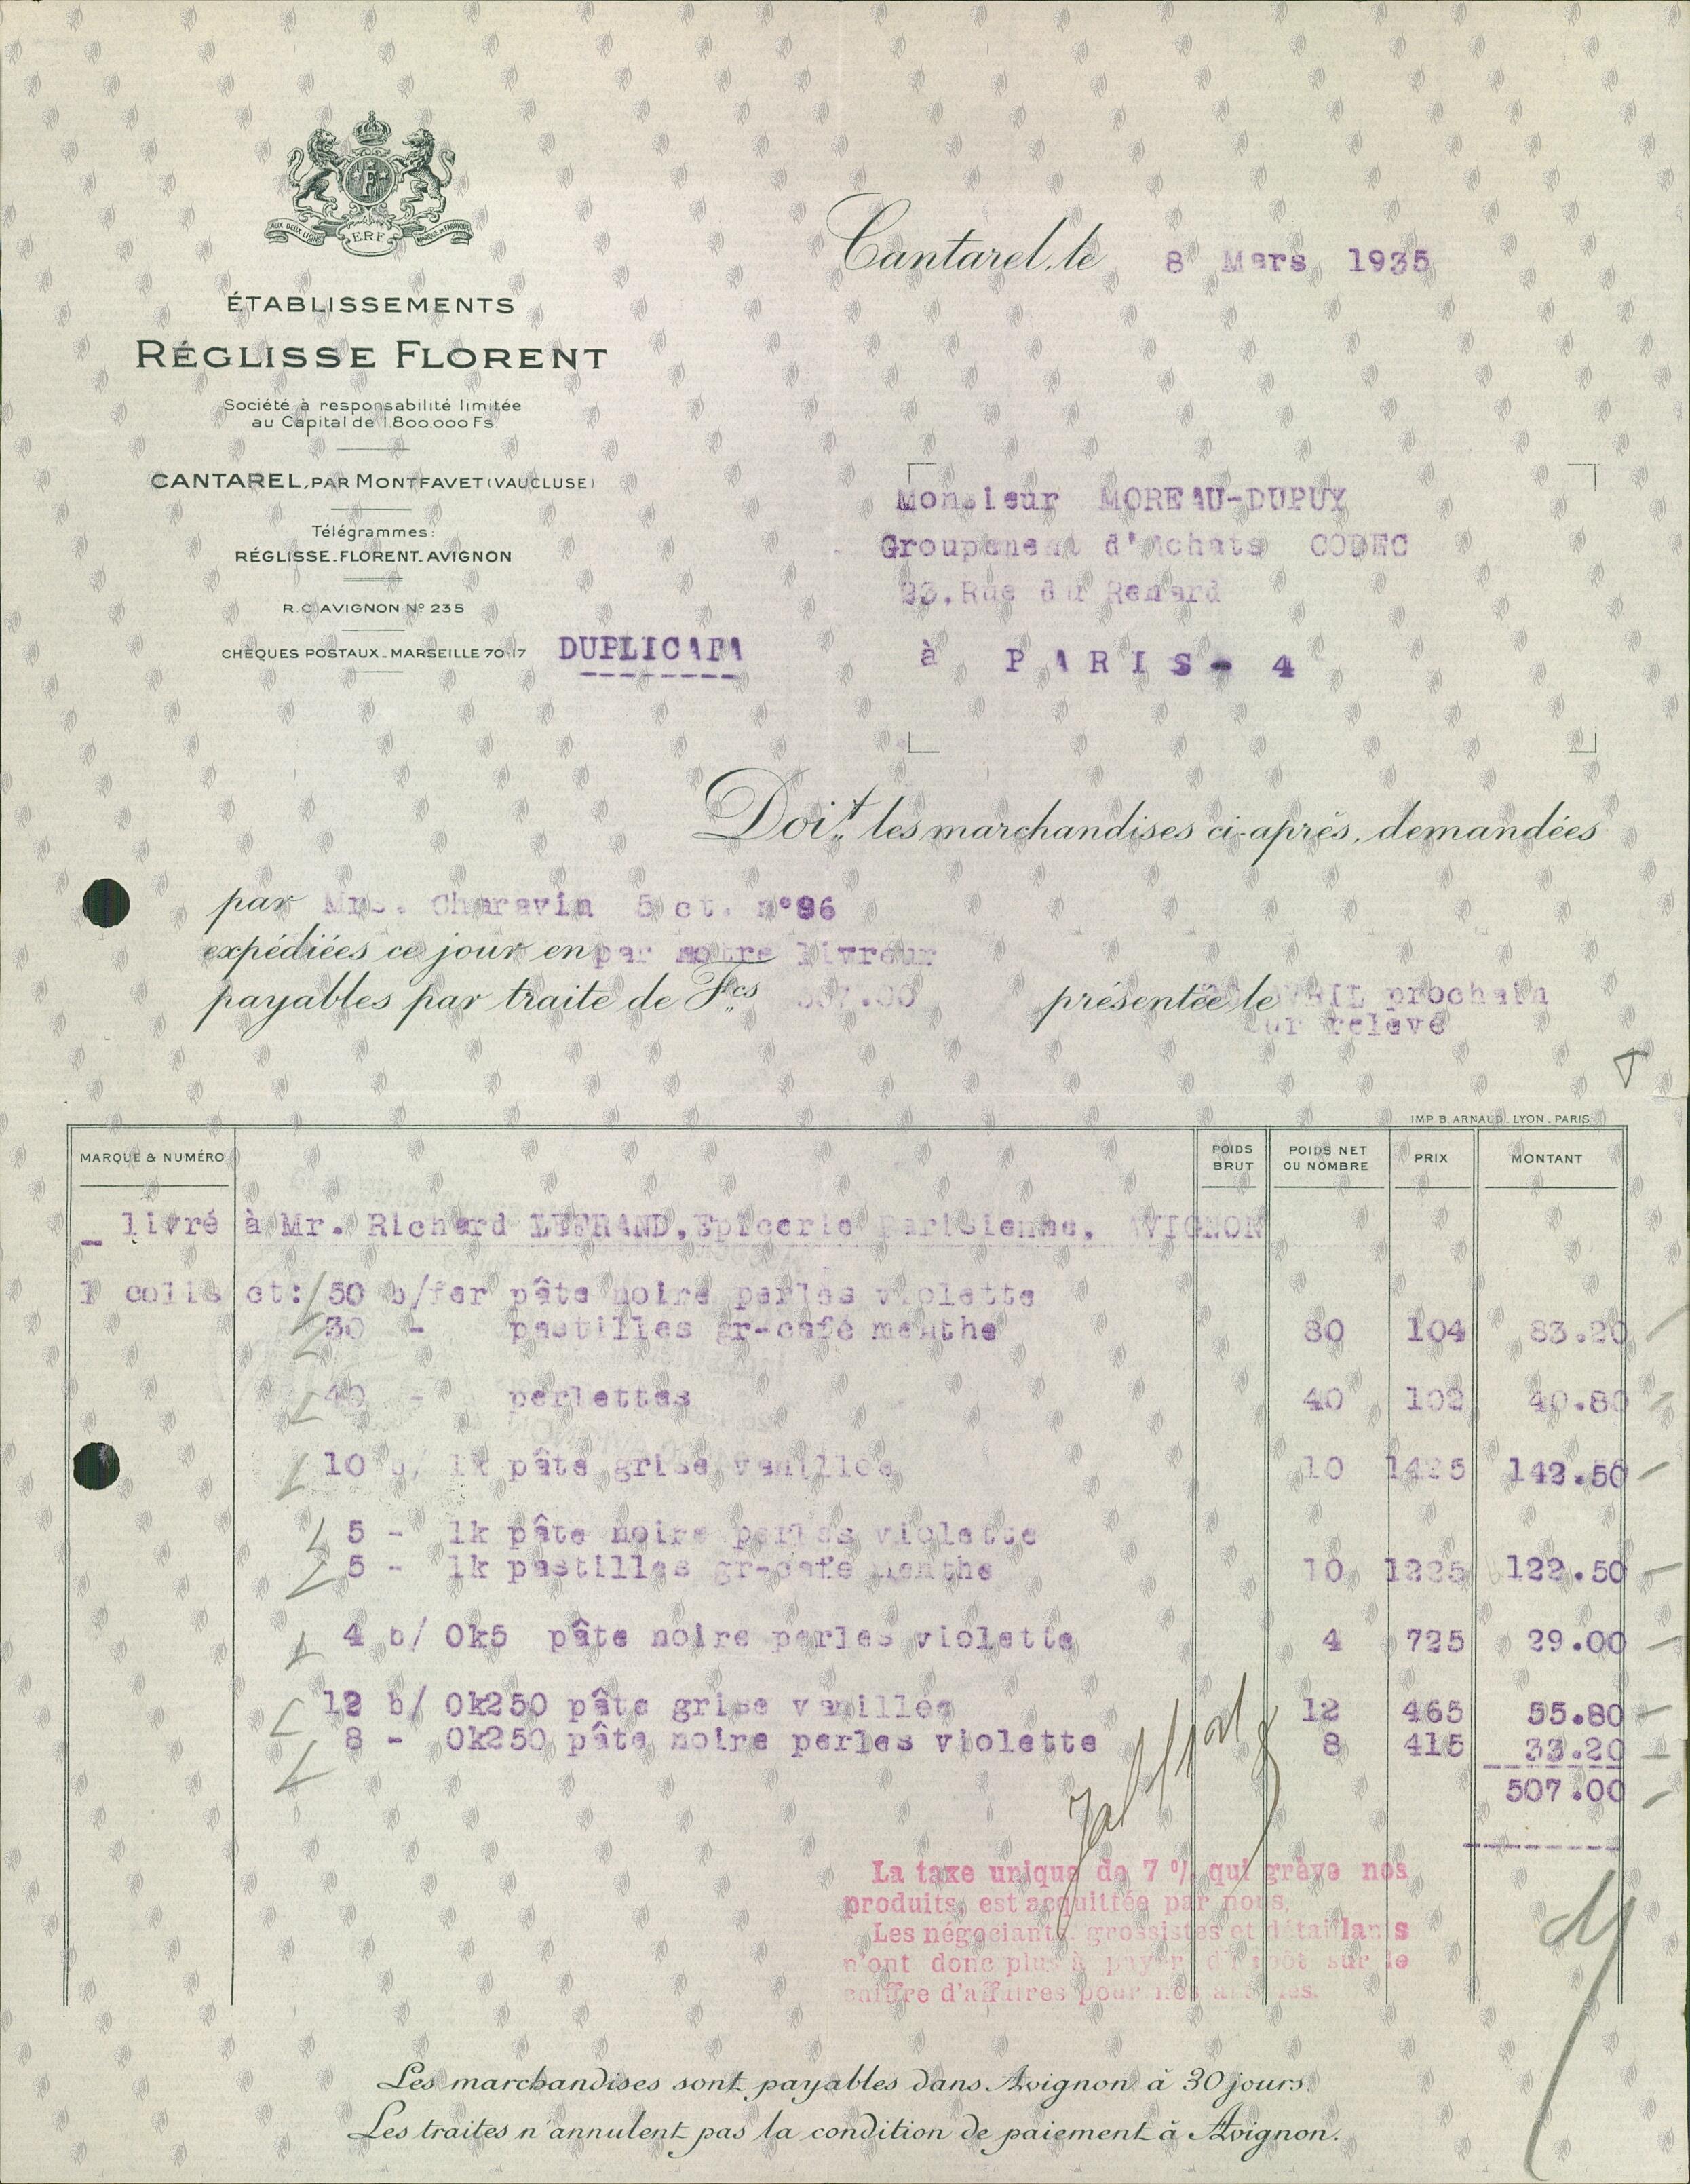 AUX DEUX LIONS
F
ERF
MARQUE DE FABRIQUE
ÉTABLISSEMENTS
RÉGLISSE FLORENT
Société à responsabilité limitée
au Capital de 1.800.000 Fs.
CANTAREL, PAR MONTFAVET (VAUCLUSE)
Télégrammes:
RÉGLISSE_FLORENT_AVIGNON
R.C. AVIGNON Nº 235
CHÈQUES POSTAUX_MARSEILLE 70-17
DUPLICATA
Cantarel, le 8 Mars 1935
Monsieur MOREAU-DUPUY
Groupement d'Achats CODEC
23, Rue du Renard
à PARIS - 4
Doit les marchandises ci-après, demandées
par Mrs. Charavin 5 ct. n°96
expédiées ce jour en par notre livreur
payables par traite de Fcs 507.00 présentée le AVRIL prochain
sur relevé
IMP. B. ARNAUD. LYON_PARIS
MARQUE & NUMÉRO POIDS BRUT POIDS NET OU NOMBRE PRIX MONTANT
_ livré à Mr. Richard LEFRAND, Epicerie Parisienne, AVIGNON
1 colis ct: 50 b/fer pâte noire perles violette
30 - pastilles gr-café menthe 80 104 83.20
40 - perlettes 40 102 40.80
10 b/ 1k pâte grise vanillée 10 1425 142.50
5 - 1k pâte noire perles violette
5 - 1k pastilles gr-café menthe 10 1225 122.50
4 b/ 0k5 pâte noire perles violette 4 725 29.00
12 b/ 0k250 pâte grise vanillée 12 465 55.80
8 - 0k250 pâte noire perles violette 8 415 33.20
507.00
La taxe unique de 7 % qui grève nos
produits, est acquittée par nous.
Les négociants grossistes et détaillants
n'ont donc plus à payer d'impôt sur le
chiffre d'affaires pour nos articles.
Les marchandises sont payables dans Avignon à 30 jours.
Les traites n'annulent pas la condition de paiement à Avignon.